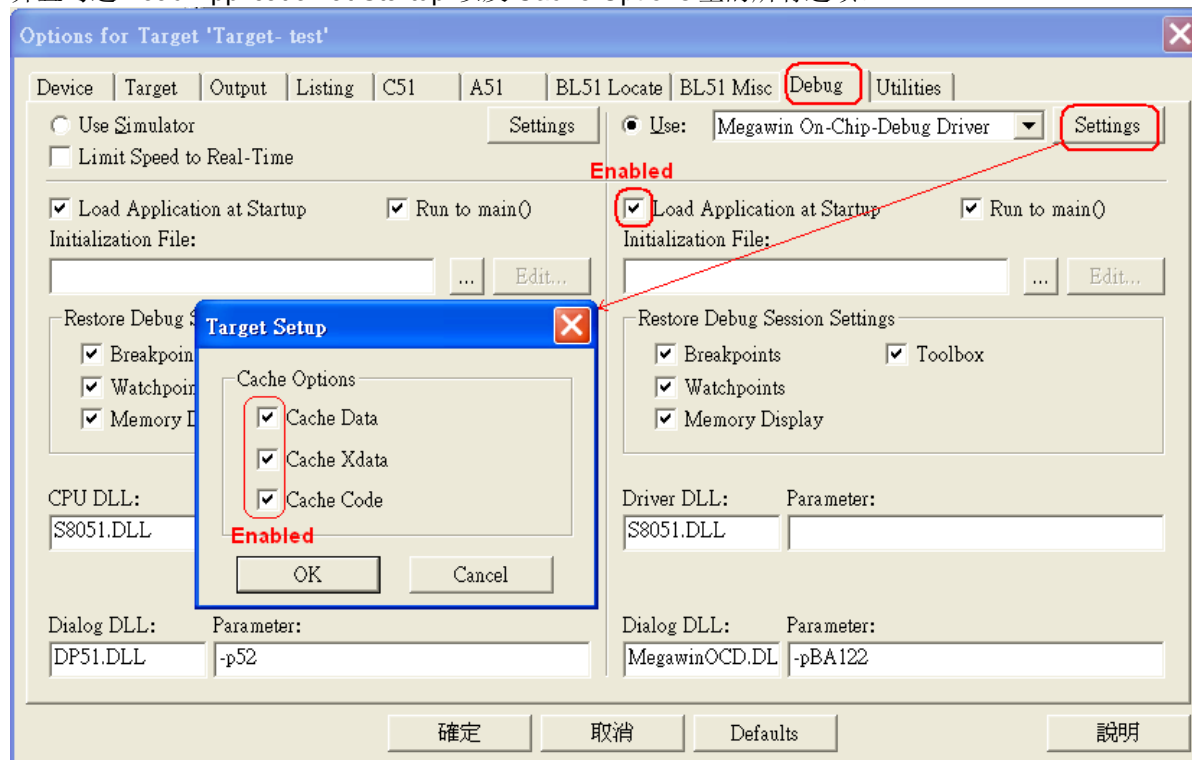 Options for Target 'Target- test'
Device Target Output Listing C51 A51 BL51 Locate BL51 Misc Debug Utilities
Use Simulator Settings
Limit Speed to Real-Time
Use: Megawin On-Chip-Debug Driver Settings
Enabled
Load Application at Startup Run to main()
Initialization File:
... Edit...
Load Application at Startup Run to main()
Initialization File:
... Edit...
Restore Debug
Breakpoin
Watchpoin
Memory
Target Setup
Cache Options
Cache Data
Cache Xdata
Cache Code
Enabled
OK Cancel
Restore Debug Session Settings
Breakpoints Toolbox
Watchpoints
Memory Display
CPU DLL:
S8051.DLL
Driver DLL: Parameter:
S8051.DLL
Dialog DLL: Parameter:
DP51.DLL -p52
Dialog DLL: Parameter:
MegawinOCD.DL -pBA122
確定 取消 Defaults 說明